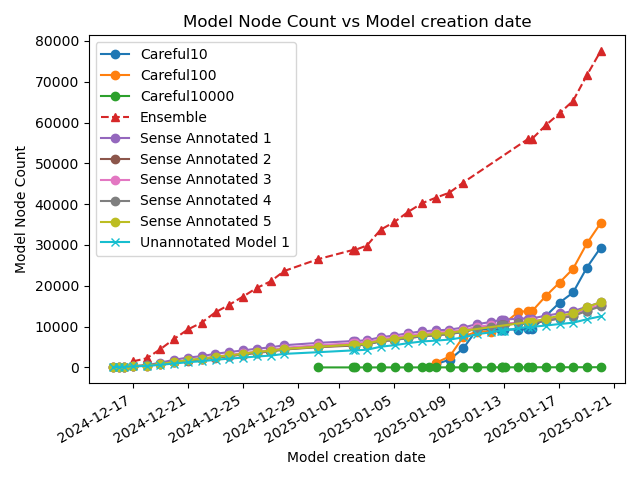 Model Node Count vs Model creation date
80000
70000
60000
50000
40000
30000
20000
10000
0
Model Node Count
Careful10
Careful100
Careful10000
Ensemble
Sense Annotated 1
Sense Annotated 2
Sense Annotated 3
Sense Annotated 4
Sense Annotated 5
Unannotated Model 1
2024-12-17
2024-12-21
2024-12-25
2024-12-29
2025-01-01
2025-01-05
2025-01-09
2025-01-13
2025-01-17
2025-01-21
Model creation date